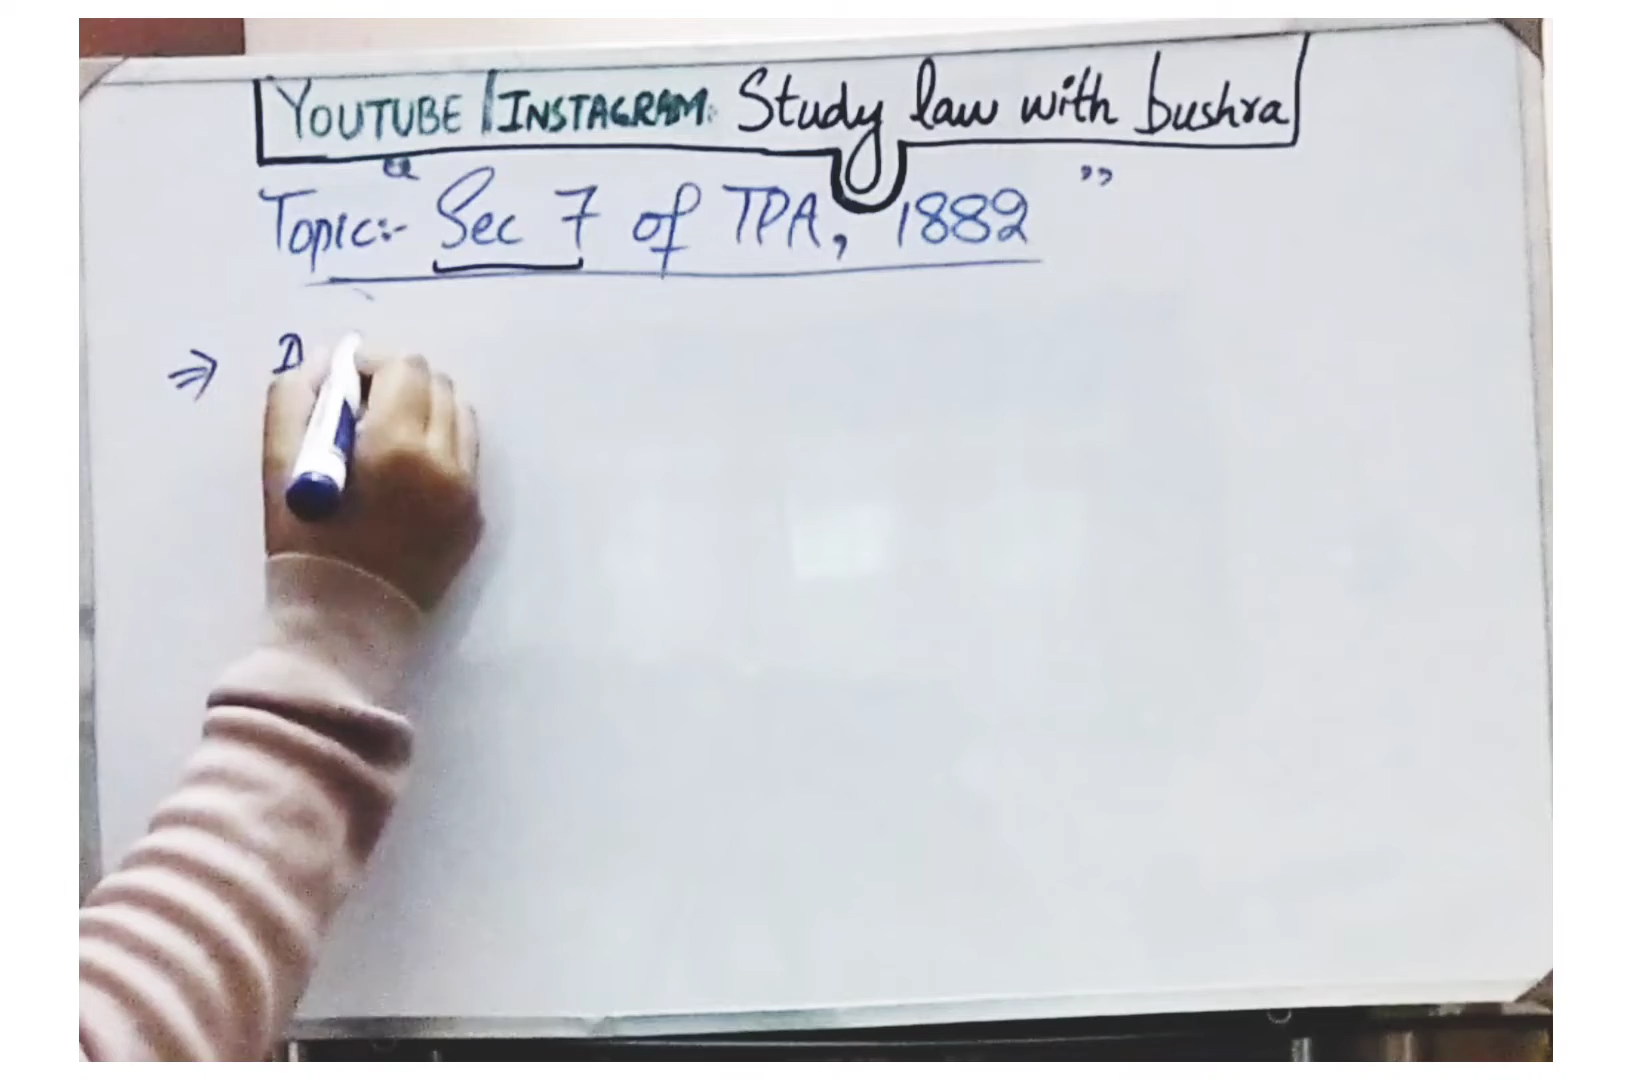 YOUTUBE | INSTAGRAM: Study law with bushra
Topic:- "Sec 7 of TPA, 1882"
⇒ D